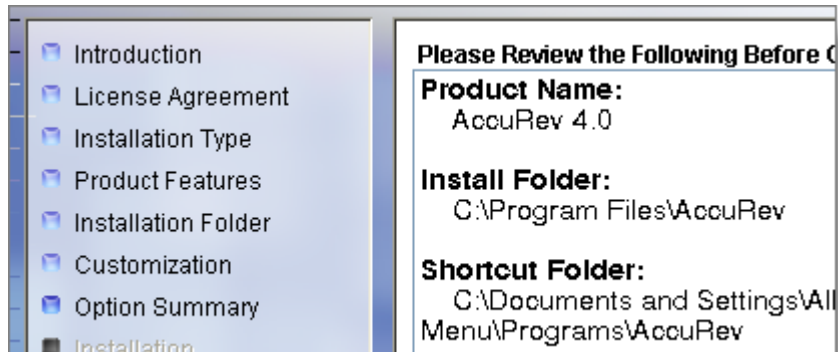 Introduction
License Agreement
Installation Type
Product Features
Installation Folder
Customization
Option Summary
Installation
Please Review the Following Before
Product Name:
AccuRev 4.0
Install Folder:
C:\Program Files\AccuRev
Shortcut Folder:
C:\Documents and Settings\All
Menu\Programs\AccuRev